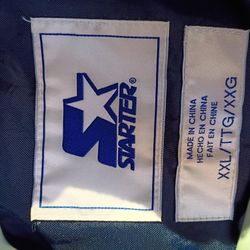 STARTER®
MADE IN CHINA
HECHO EN CHINA
FAIT EN CHINE
XXL/TTG/XXG